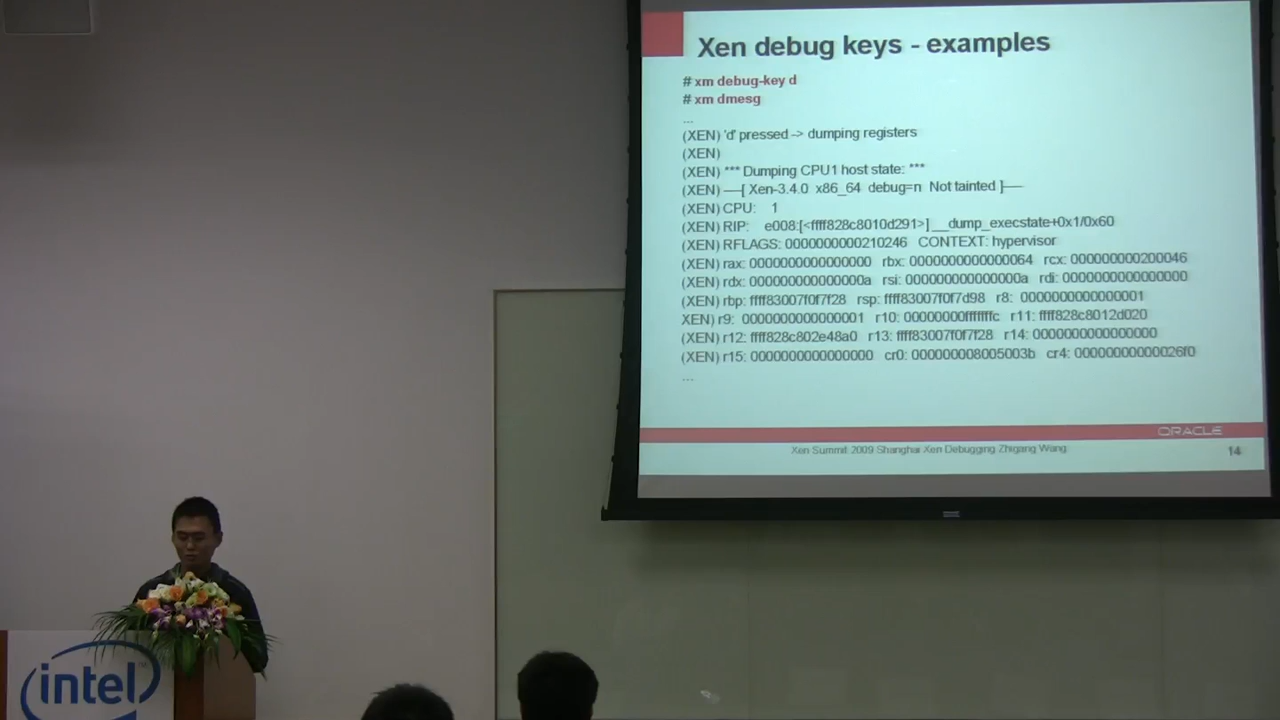 Xen debug keys - examples
# xm debug-key d
# xm dmesg
...
(XEN) 'd' pressed -> dumping registers
(XEN)
(XEN) *** Dumping CPU1 host state: ***
(XEN) ----[ Xen-3.4.0 x86_64 debug=n Not tainted ]----
(XEN) CPU: 1
(XEN) RIP: e008:[<ffff828c8010d291>] __dump_execstate+0x1/0x60
(XEN) RFLAGS: 0000000000210246 CONTEXT: hypervisor
(XEN) rax: 0000000000000000 rbx: 0000000000000064 rcx: 000000000200046
(XEN) rdx: 000000000000000a rsi: 000000000000000a rdi: 0000000000000000
(XEN) rbp: ffff83007f0f7f28 rsp: ffff83007f0f7d98 r8: 0000000000000001
XEN) r9: 0000000000000001 r10: 00000000fffffffc r11: ffff828c8012d020
(XEN) r12: ffff828c802e48a0 r13: ffff83007f0f7f28 r14: 0000000000000000
(XEN) r15: 0000000000000000 cr0: 000000008005003b cr4: 00000000000026f0
...
ORACLE
Xen Summit 2009 Shanghai Xen Debugging Zhigang Wang
14
intel